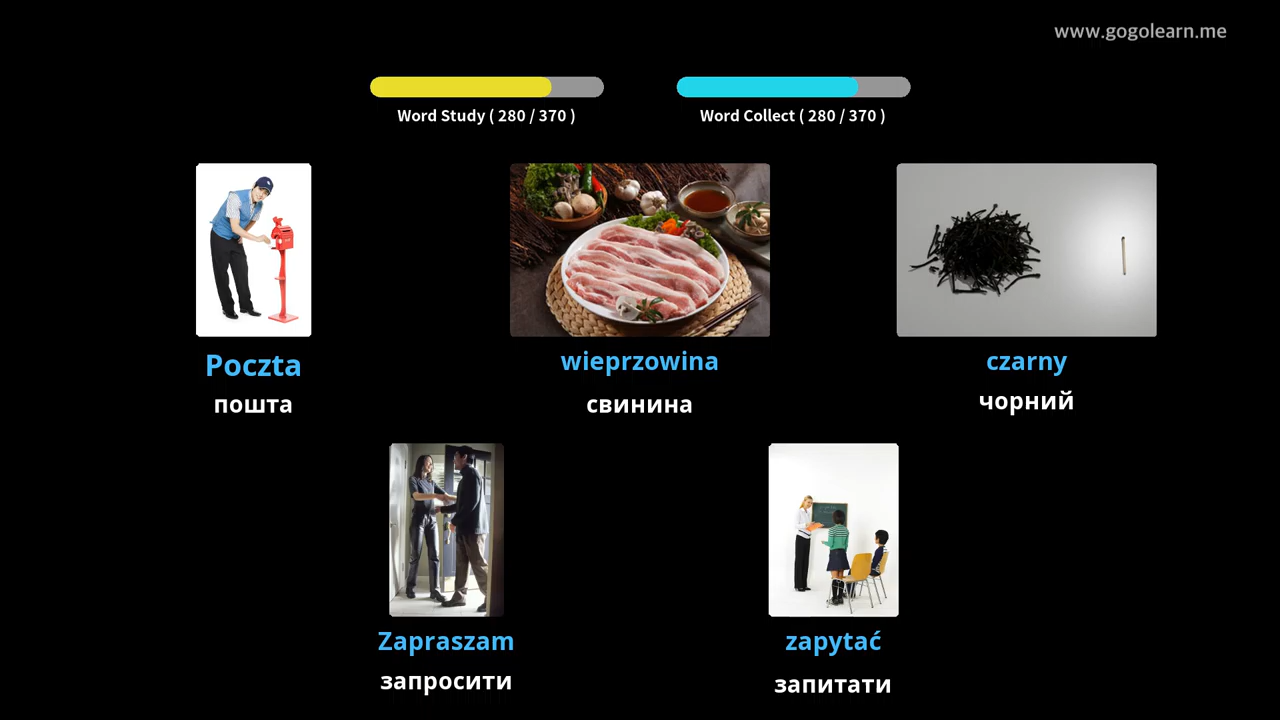 www.gogolearn.me
Word Study ( 280 / 370 )
Word Collect ( 280 / 370 )
Poczta
wieprzowina
czarny
пошта
свинина
чорний
Zapraszam
zapytać
запросити
запитати